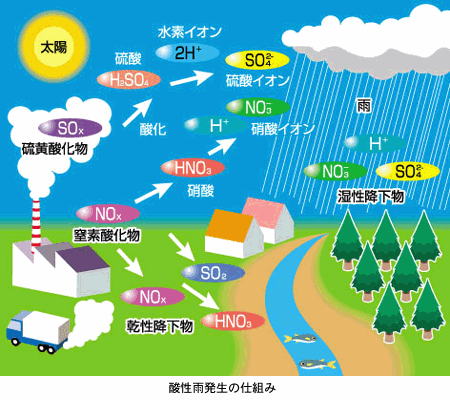 太陽
水素イオン
2H⁺
硫酸
H₂SO₄
SO₄²⁻
硫酸イオン
SOx
硫黄酸化物
酸化
H⁺
NO₃⁻
硝酸イオン
雨
H⁺
NO₃⁻
SO₄²⁻
湿性降下物
HNO₃
硝酸
NOx
窒素酸化物
SO₂
NOx
乾性降下物
HNO₃
酸性雨発生の仕組み